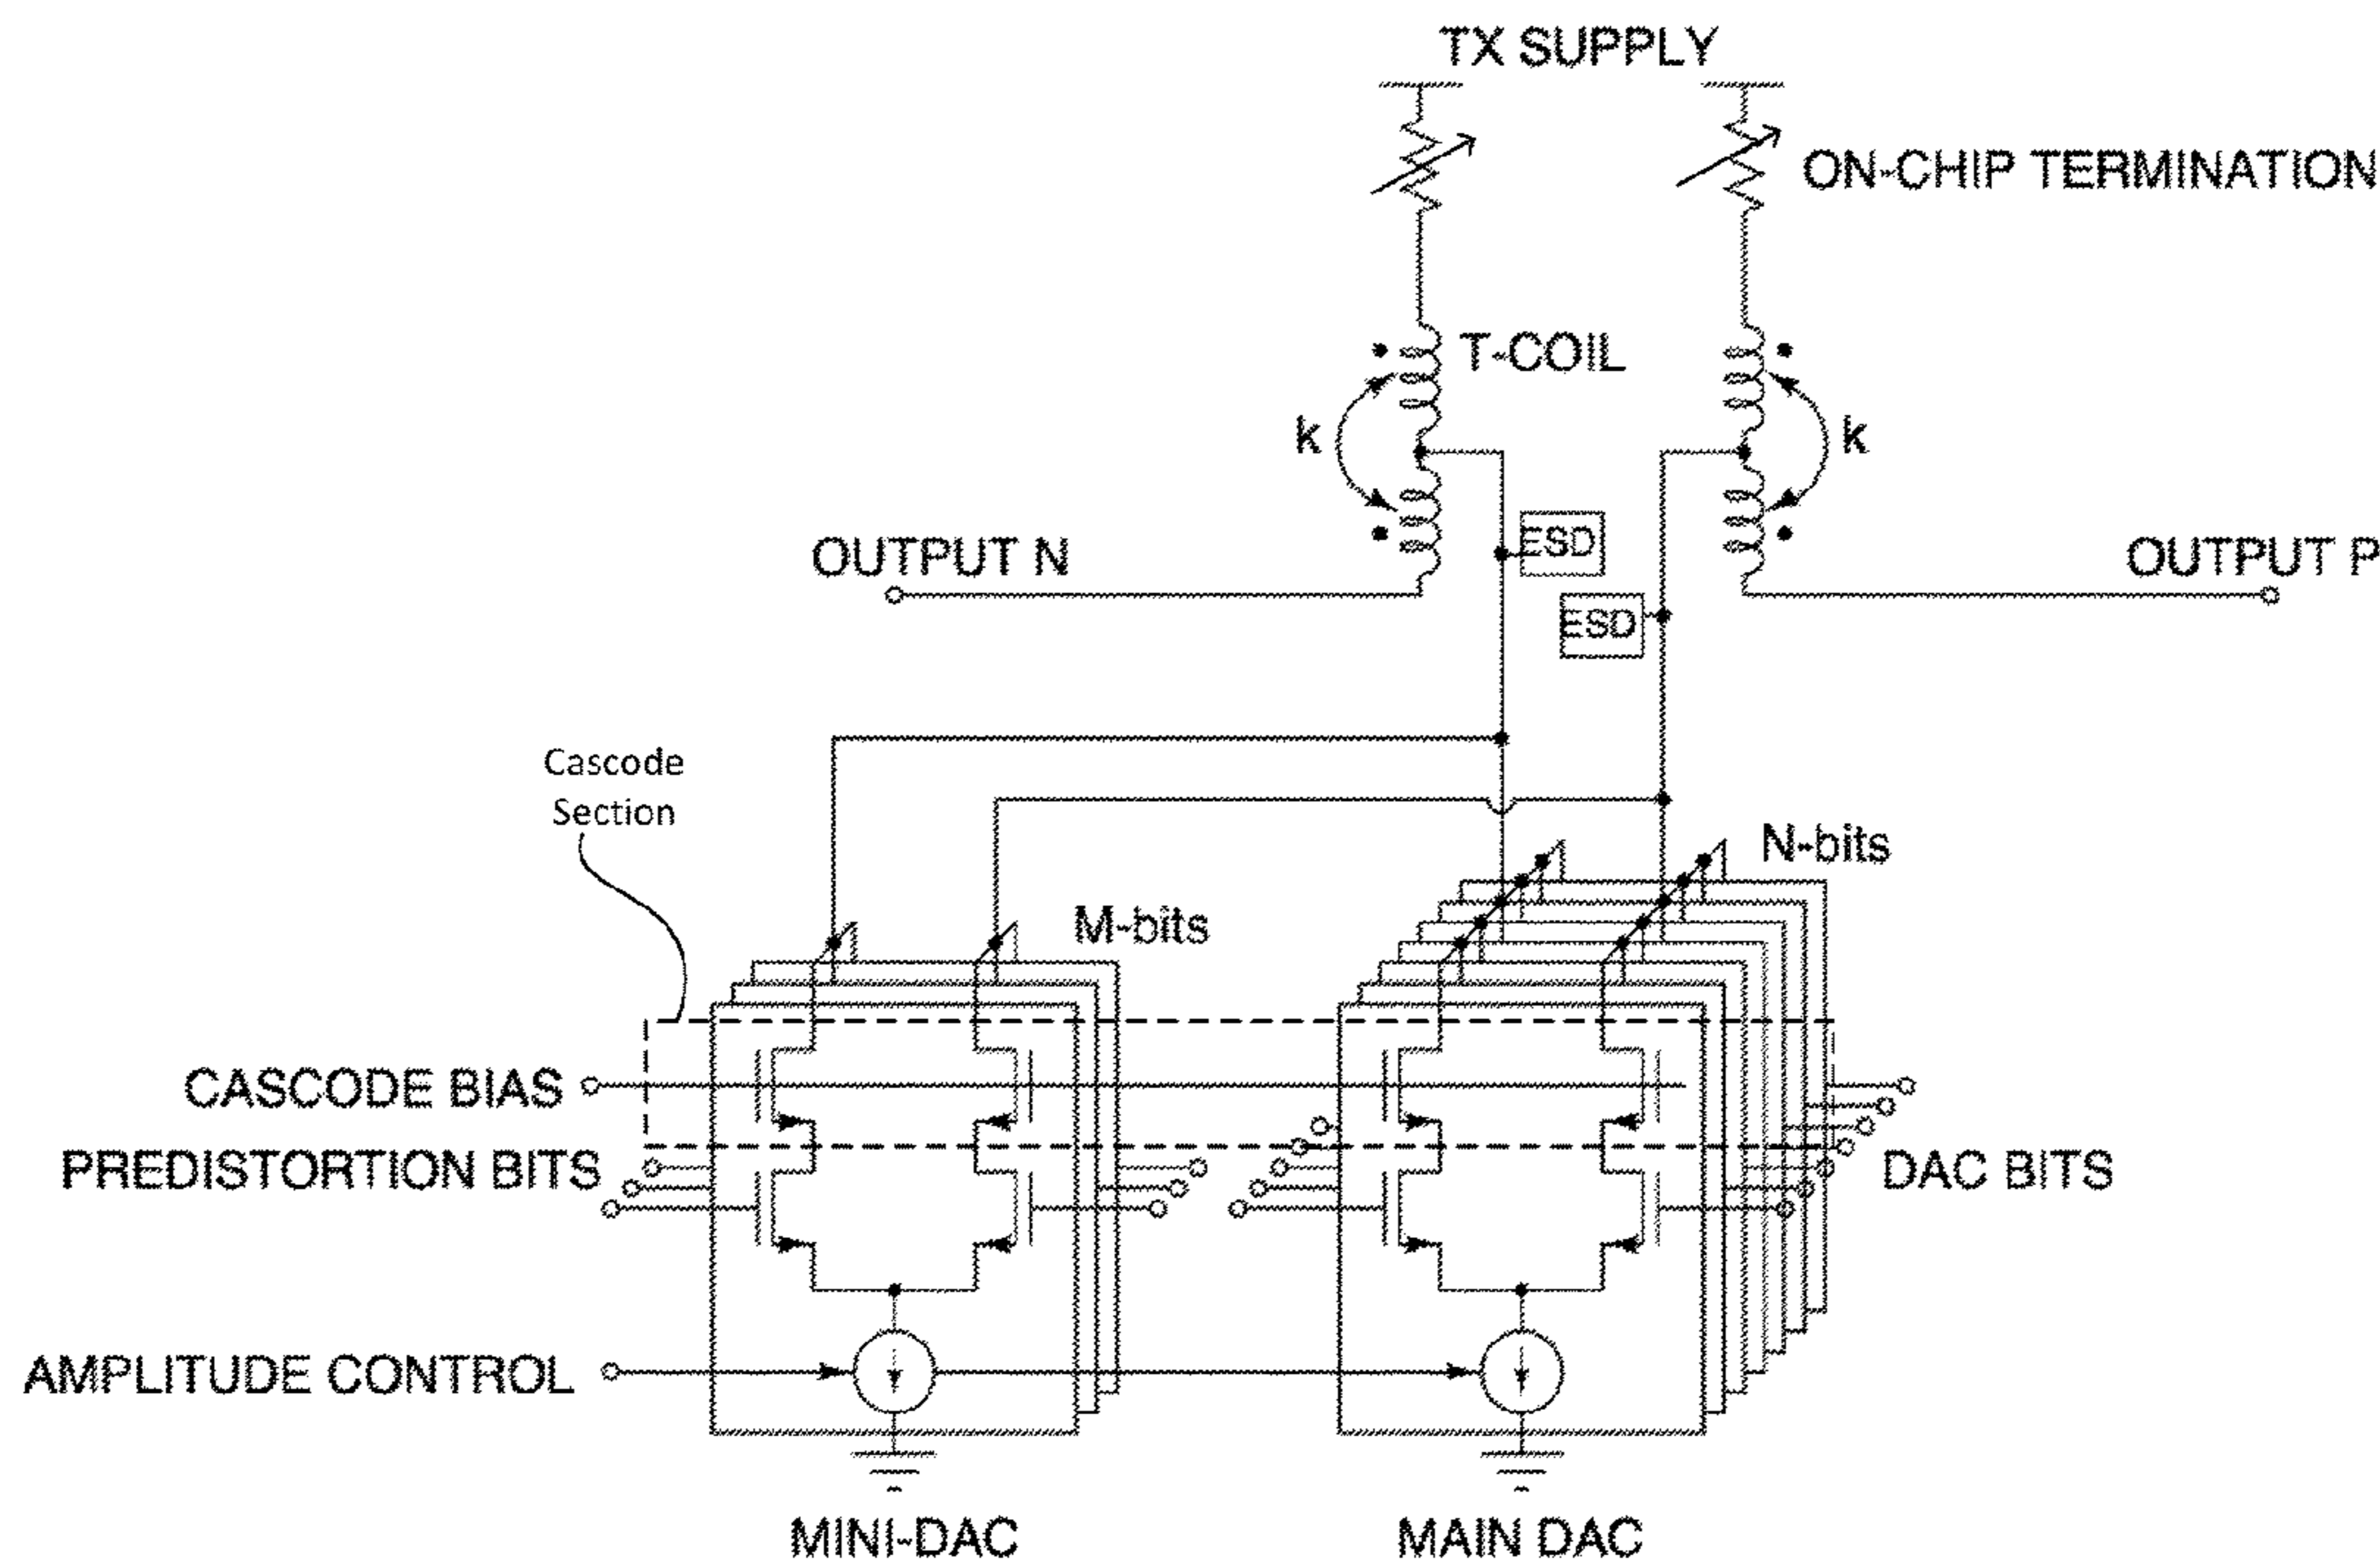 TX SUPPLY
ON-CHIP TERMINATION
T-COIL
k
k
ESD
OUTPUT N
OUTPUT P
ESD
Cascode
Section
N-bits
M-bits
CASCODE BIAS
PREDISTORTION BITS
DAC BITS
AMPLITUDE CONTROL
MINI-DAC
MAIN DAC